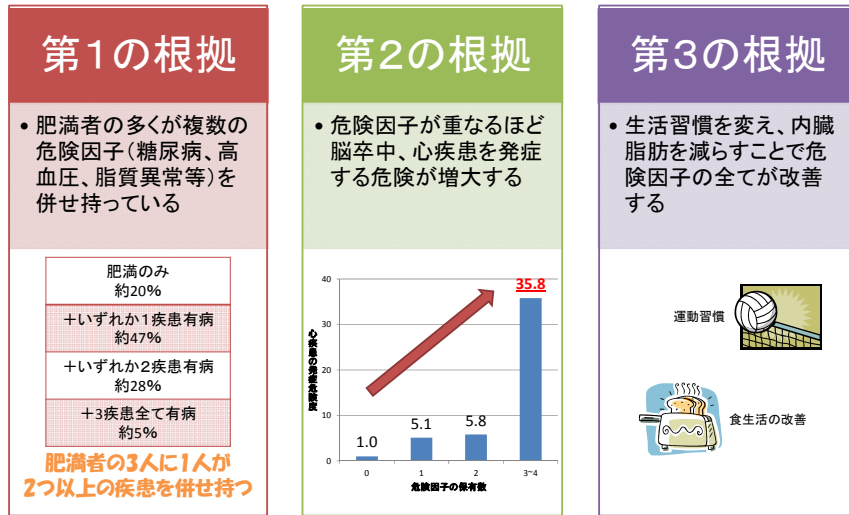 第1の根拠
• 肥満者の多くが複数の
危険因子（糖尿病、高
血圧、脂質異常等）を
併せ持っている
肥満のみ
約20%
＋いずれか１疾患有病
約47%
＋いずれか２疾患有病
約28%
＋3疾患全て有病
約5%
肥満者の3人に1人が
2つ以上の疾患を併せ持つ
第2の根拠
• 危険因子が重なるほど
脳卒中、心疾患を発症
する危険が増大する
心疾患の発症危険度
40
30
20
10
0
1.0
5.1
5.8
35.8
0
1
2
3~4
危険因子の保有数
第3の根拠
• 生活習慣を変え、内臓
脂肪を減らすことで危
険因子の全てが改善
する
運動習慣
食生活の改善